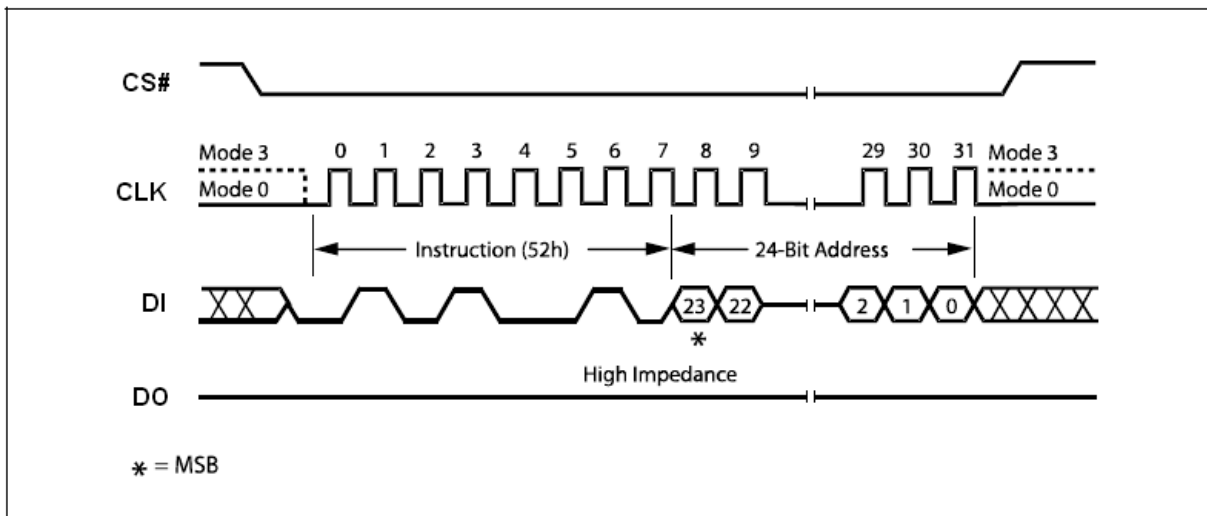 CS#
Mode 3 0 1 2 3 4 5 6 7 8 9 29 30 31 Mode 3
CLK Mode 0 Mode 0
Instruction (52h) 24-Bit Address
DI 23 22 2 1 0
*
High Impedance
DO
* = MSB